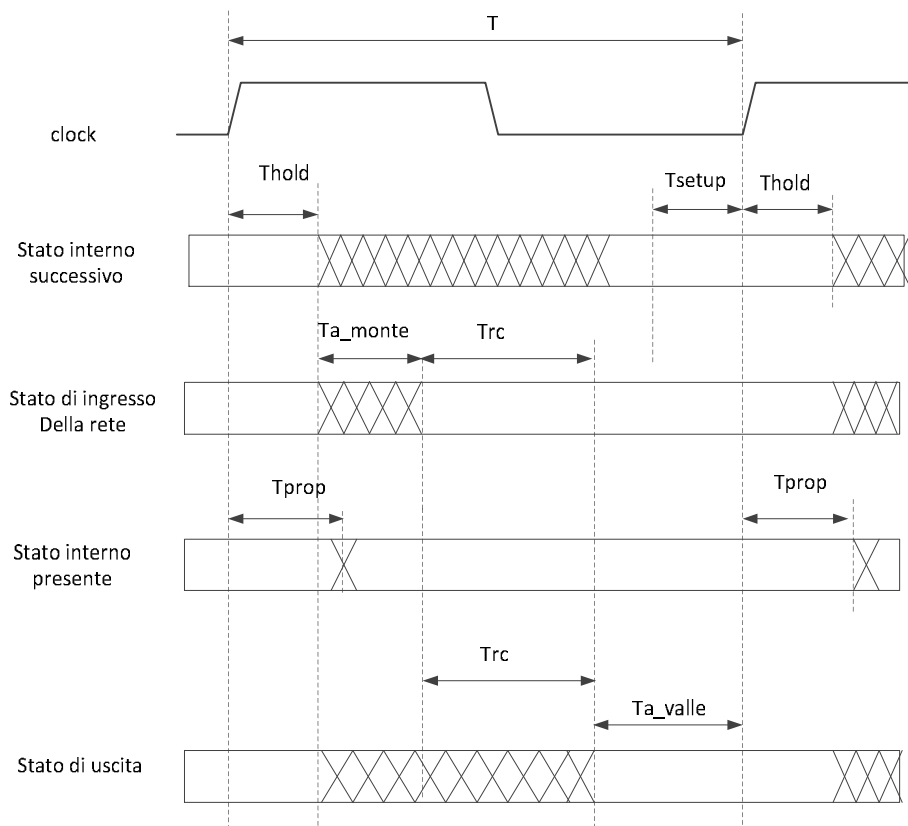 T
clock
Thold
Tsetup
Thold
Stato interno
successivo
Ta_monte
Trc
Stato di ingresso
Della rete
Tprop
Tprop
Stato interno
presente
Trc
Ta_valle
Stato di uscita